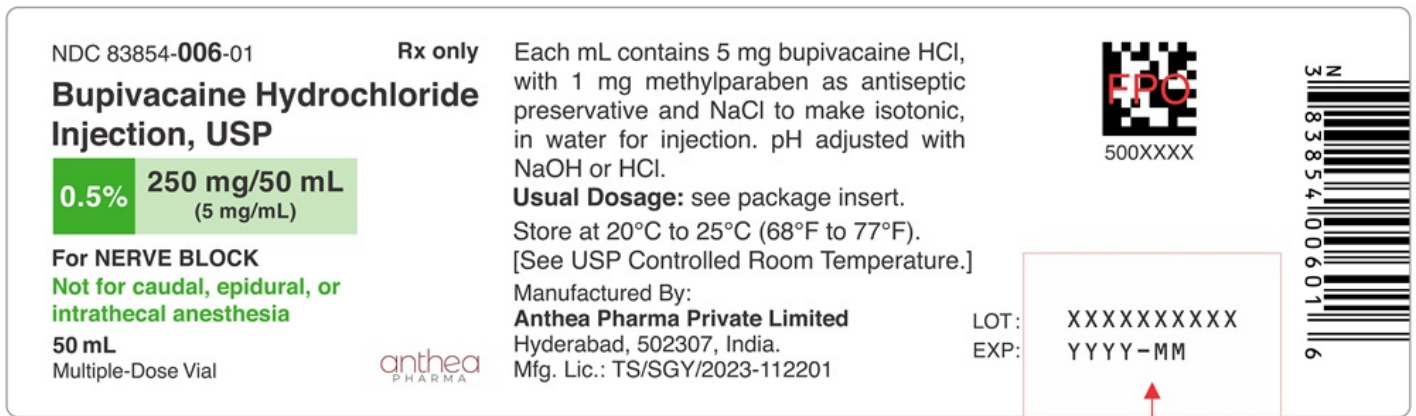 NDC 83854-006-01 Rx only
Bupivacaine Hydrochloride
Injection, USP
0.5% 250 mg/50 mL
(5 mg/mL)
For NERVE BLOCK
Not for caudal, epidural, or
intrathecal anesthesia
50 mL
Multiple-Dose Vial
anthea
PHARMA
Each mL contains 5 mg bupivacaine HCl,
with 1 mg methylparaben as antiseptic
preservative and NaCl to make isotonic,
in water for injection. pH adjusted with
NaOH or HCl.
Usual Dosage: see package insert.
Store at 20°C to 25°C (68°F to 77°F).
[See USP Controlled Room Temperature.]
Manufactured By:
Anthea Pharma Private Limited
Hyderabad, 502307, India.
Mfg. Lic.: TS/SGY/2023-112201
FPO
500XXXX
LOT: XXXXXXXXXX
EXP: YYYY-MM
N
3 83854 00601 6